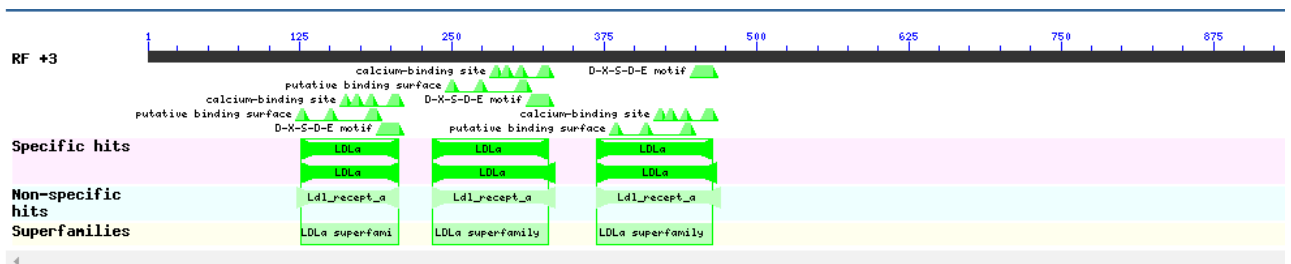 1 125 250 375 500 625 750 875
RF +3
calcium-binding site D-X-S-D-E motif
putative binding surface
calcium-binding site D-X-S-D-E motif
putative binding surface calcium-binding site
D-X-S-D-E motif putative binding surface
Specific hits LDLa LDLa LDLa
LDLa LDLa LDLa
Non-specific Ldl_recept_a Ldl_recept_a Ldl_recept_a
hits
Superfamilies LDLa superfami LDLa superfamily LDLa superfamily